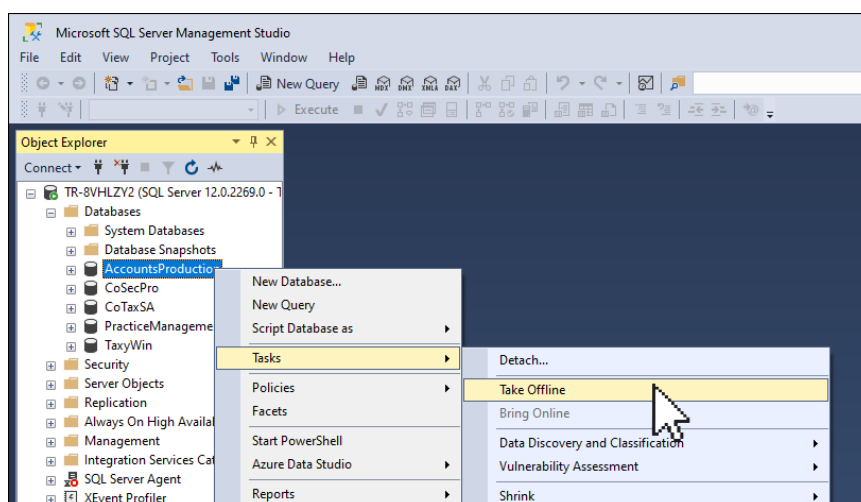 Microsoft SQL Server Management Studio
File Edit View Project Tools Window Help
New Query MDX DMX XMLA DAX
Execute
Object Explorer
Connect
TR-8VHLZY2 (SQL Server 12.0.2269.0 - T
Databases
System Databases
Database Snapshots
AccountsProduction
CoSecPro
CoTaxSA
PracticeManageme
TaxyWin
Security
Server Objects
Replication
Always On High Availal
Management
Integration Services Cat
SQL Server Agent
XEvent Profiler
New Database...
New Query
Script Database as
Tasks
Policies
Facets
Start PowerShell
Azure Data Studio
Reports
Detach...
Take Offline
Bring Online
Data Discovery and Classification
Vulnerability Assessment
Shrink